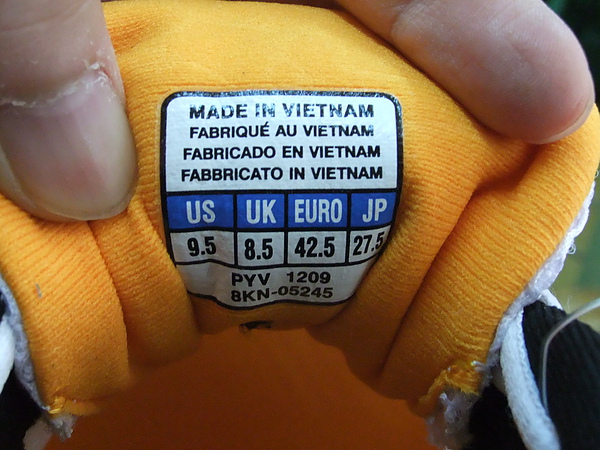 MADE IN VIETNAM
FABRIQUÉ AU VIETNAM
FABRICADO EN VIETNAM
FABBRICATO IN VIETNAM
US UK EURO JP
9.5 8.5 42.5 27.5
PYV 1209
8KN-05245